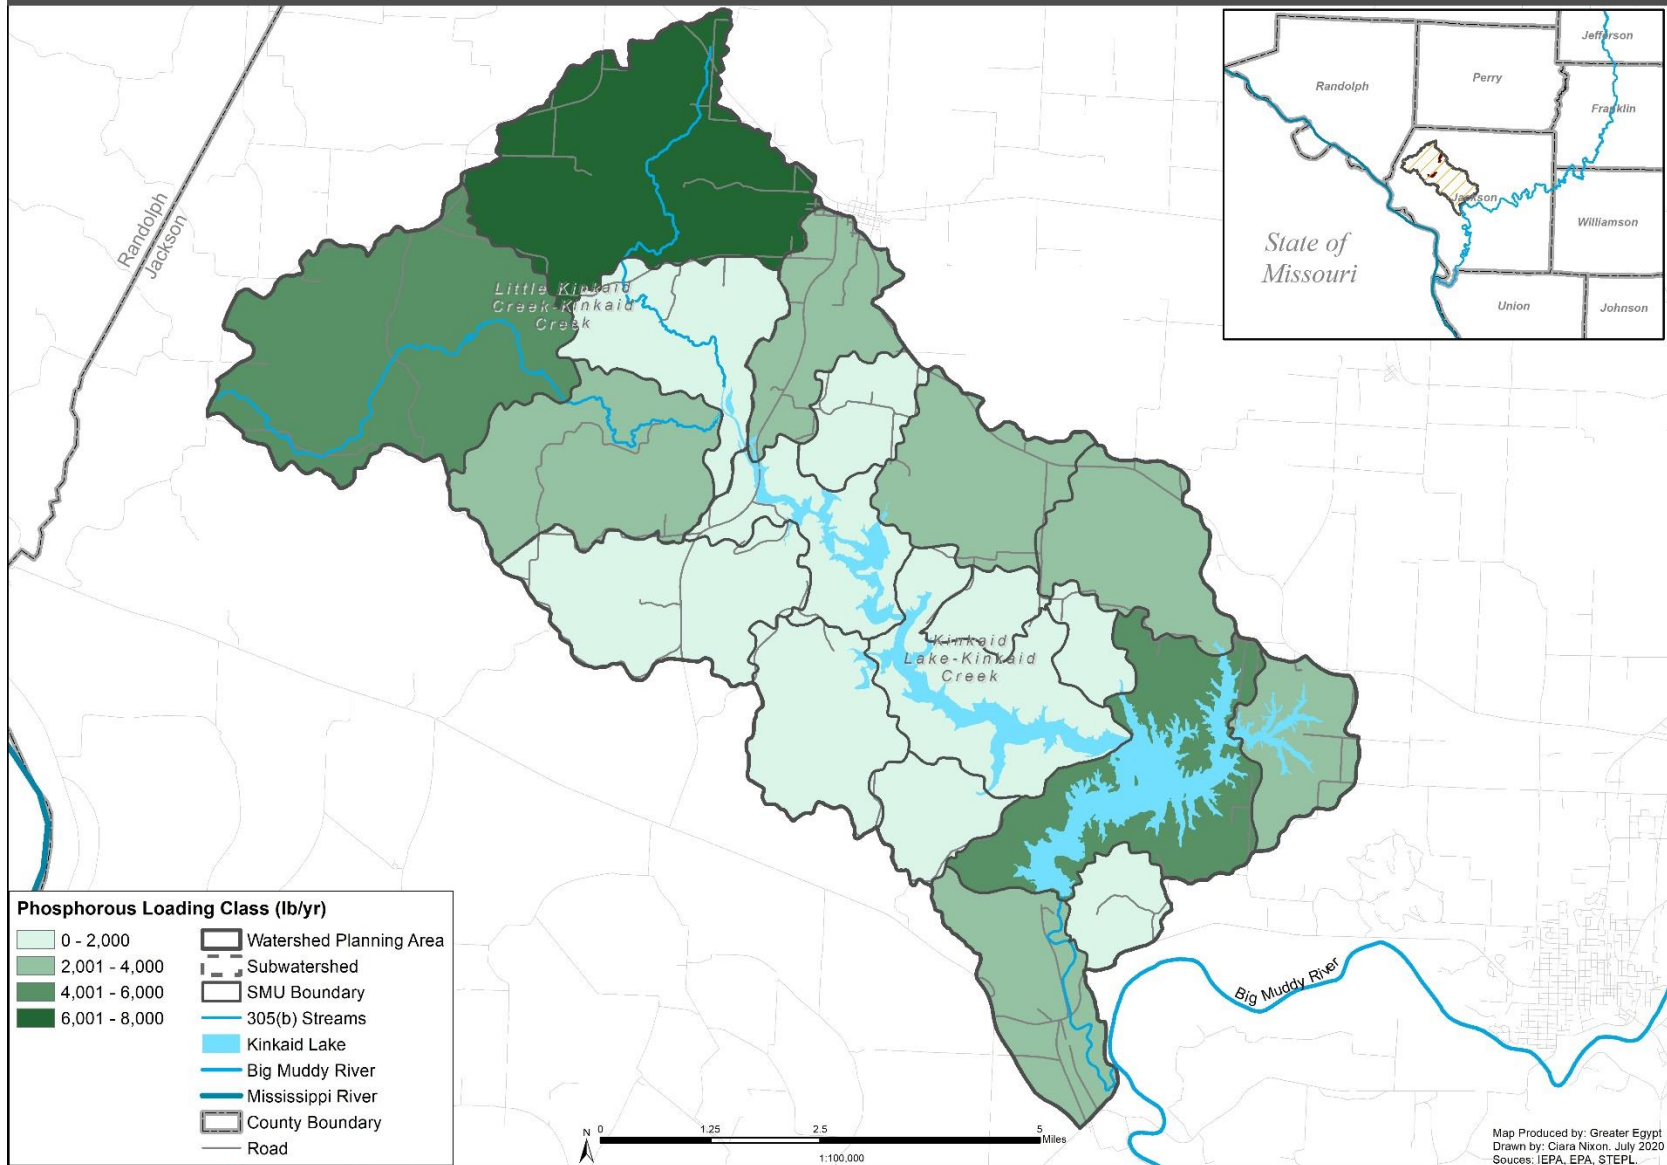 Randolph
Jackson
Little Kinkaid
Creek-Kinkaid
Creek
Kinkaid
Lake-Kinkaid
Creek
Big Muddy River
Jefferson
Randolph
Perry
Franklin
Jackson
Williamson
State of
Missouri
Union
Johnson
Phosphorous Loading Class (lb/yr)
0 - 2,000
2,001 - 4,000
4,001 - 6,000
6,001 - 8,000
Watershed Planning Area
Subwatershed
SMU Boundary
305(b) Streams
Kinkaid Lake
Big Muddy River
Mississippi River
County Boundary
Road
N
0 1.25 2.5 5
Miles
1:100,000
Map Produced by: Greater Egypt
Drawn by: Ciara Nixon. July 2020
Souces: IEPA, EPA, STEPL.